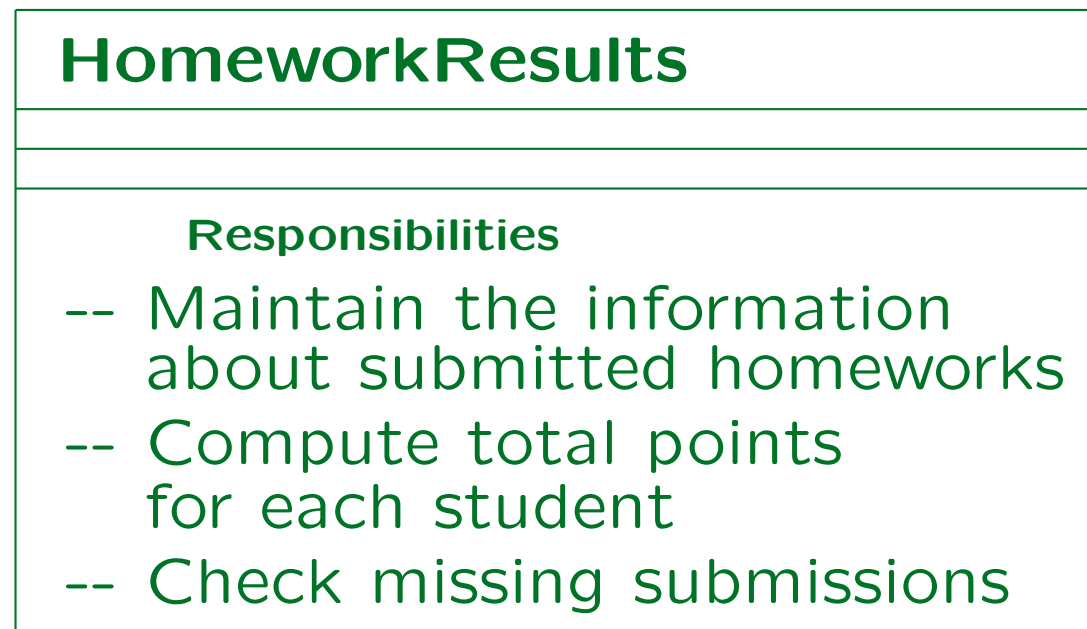 HomeworkResults
Responsibilities
-- Maintain the information
about submitted homeworks
-- Compute total points
for each student
-- Check missing submissions